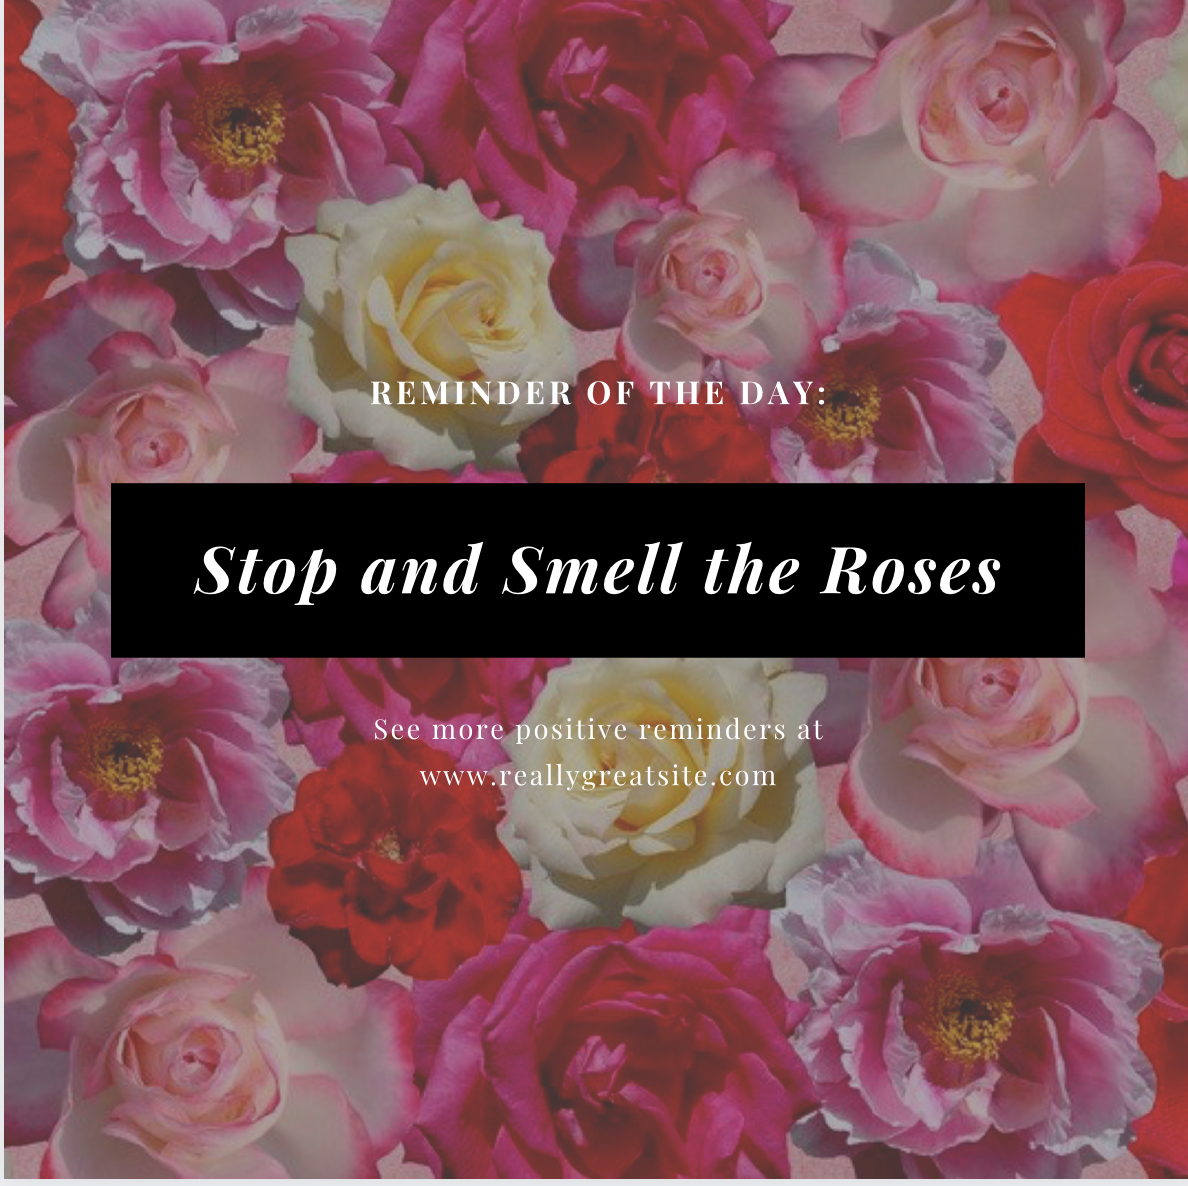 REMINDER OF THE DAY:
Stop and Smell the Roses
See more positive reminders at
www.reallygreatsite.com